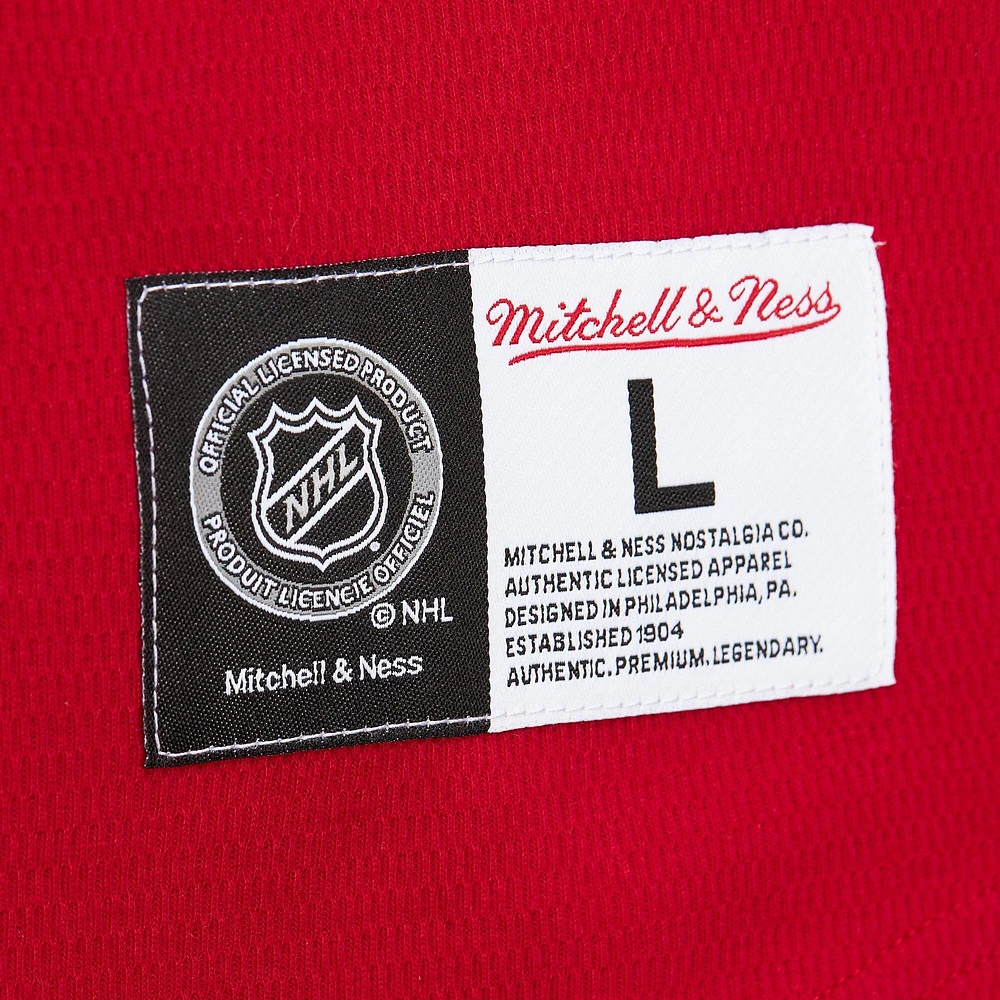 OFFICIAL LICENSED PRODUCT
NHL
PRODUIT LICENCIÉ OFFICIEL
© NHL
Mitchell & Ness
Mitchell & Ness
L
MITCHELL & NESS NOSTALGIA CO.
AUTHENTIC LICENSED APPAREL
DESIGNED IN PHILADELPHIA, PA.
ESTABLISHED 1904
AUTHENTIC. PREMIUM. LEGENDARY.